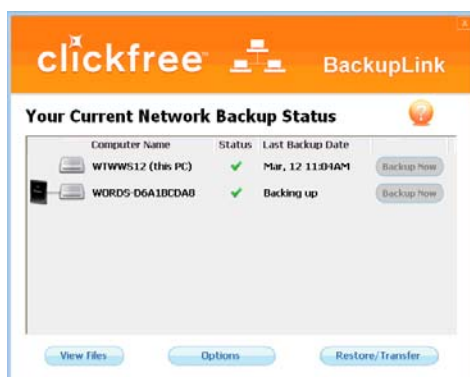 clickfree™ BackupLink
Your Current Network Backup Status
Computer Name Status Last Backup Date
WTWWS12 (this PC) Mar, 12 11:04AM Backup Now
WORDS-D6A1BCDA8 Backing up Backup Now
View Files Options Restore/Transfer